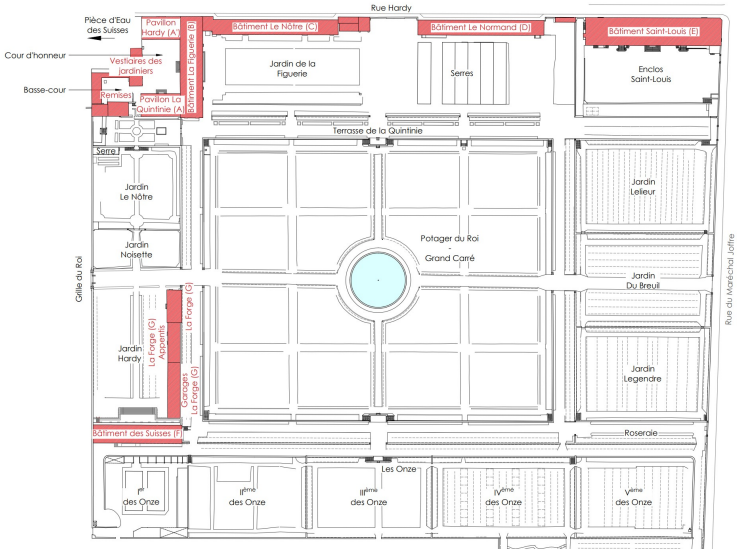 Rue Hardy
Pièce d'Eau
des Suisses
Pavillon
Hardy (A')
Bâtiment La Figuerie (B)
Bâtiment Le Nôtre (C)
Bâtiment Le Normand (D)
Bâtiment Saint-Louis (E)
Cour d'honneur
Vestiaires des
jardiniers
Jardin de la
Figuerie
Serres
Enclos
Saint-Louis
Basse-cour
Remises
Pavillon La
Quintinie (A)
Terrasse de la Quintinie
Serre
Jardin
Le Nôtre
Jardin
Lelieur
Jardin
Noisette
Potager du Roi
-
Grand Carré
Grille du Roi
Rue du Maréchal Joffre
Jardin
Du Breuil
La Forge (G)
La Forge (G)
Appentis
Jardin
Hardy
Garages
La Forge (G)
Jardin
Legendre
Bâtiment des Suisses (F)
Roseraie
Les Onze
Ier
des Onze
IIème
des Onze
IIIème
des Onze
IVème
des Onze
Vème
des Onze